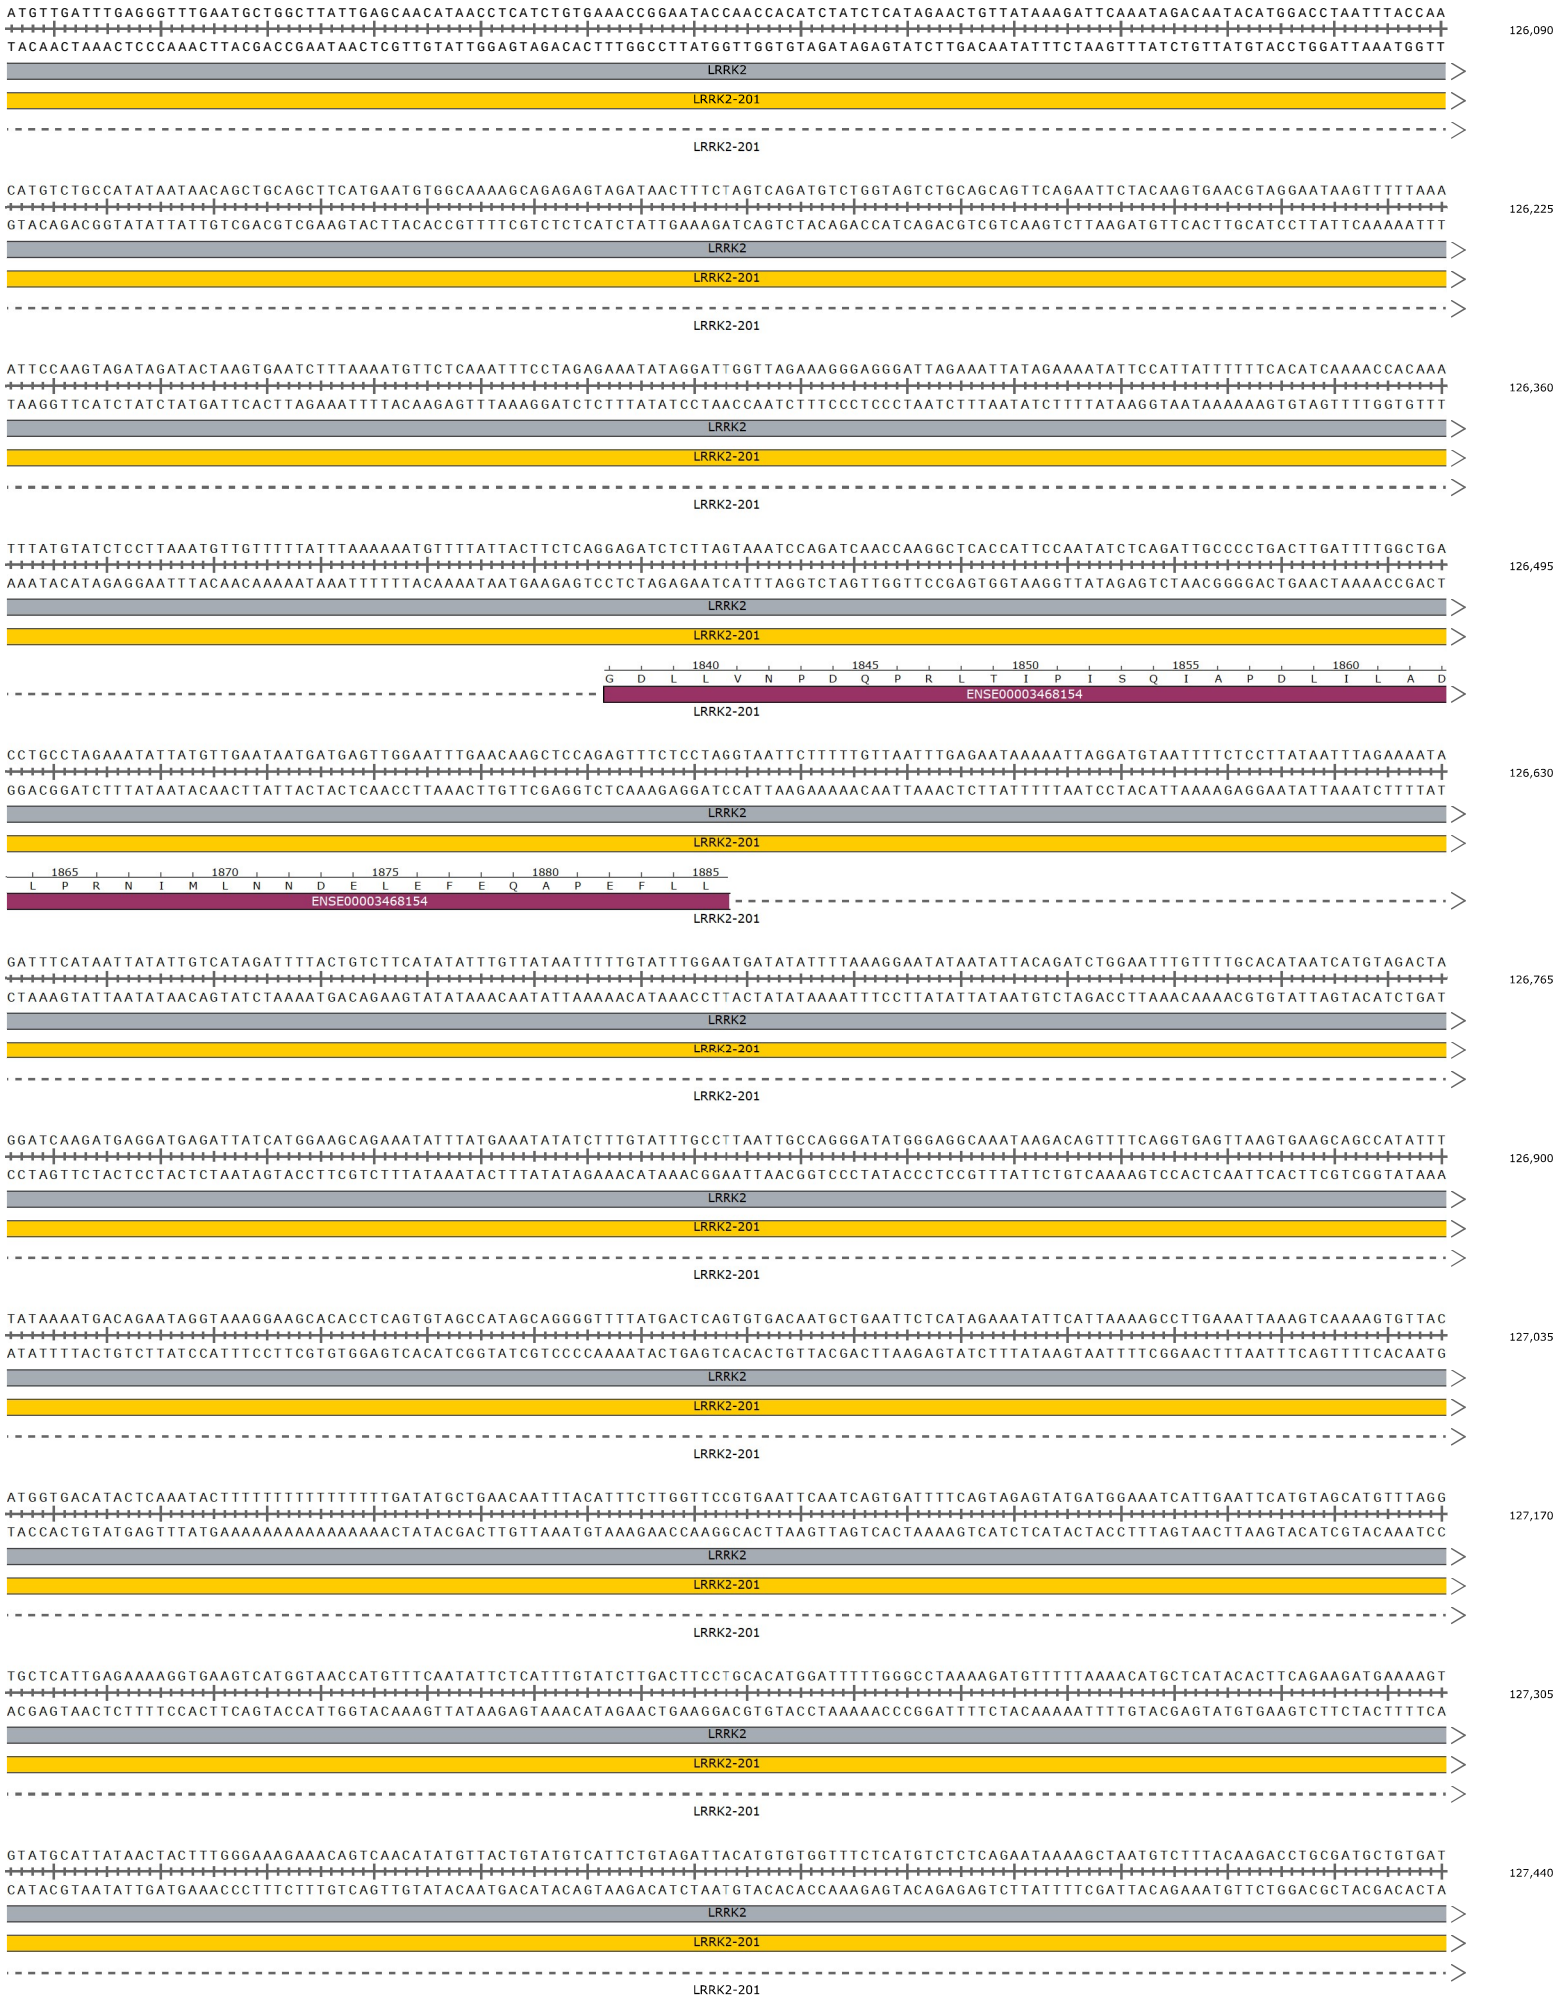 ATGTTGATTTGAGGGTTTGAATGCTGGCTTATTGAGCAACATAACCTCATCTGTGAAACCGGAATACCAACCACATCTATCTCATAGAACTGTTATAAAGATTCAAATAGACAATACATGGACCTAATTTACCAA
126,090
TACAACTAAACTCCCAAACTTACGACCGAATAACTCGTTGTATTGGAGTAGACACTTTGGCCTTATGGTTGGTGTAGATAGAGTATCTTGACAATATTTCTAAGTTTATCTGTTATGTACCTGGATTAAATGGTT
LRRK2
LRRK2-201
LRRK2-201
CATGTCTGCCATATAATAACAGCTGCAGCTTCATGAATGTGGCAAAAGCAGAGAGTAGATAACTTTCTAGTCAGATGTCTGGTAGTCTGCAGCAGTTCAGAATTCTACAAGTGAACGTAGGAATAAGTTTTTAAA
126,225
GTACAGACGGTATATTATTGTCGACGTCGAAGTACTTACACCGTTTTCGTCTCTCATCTATTGAAAGATCAGTCTACAGACCATCAGACGTCGTCAAGTCTTAAGATGTTCACTTGCATCCTTATTCAAAAATTT
LRRK2
LRRK2-201
LRRK2-201
ATTCCAAGTAGATAGATACTAAGTGAATCTTTAAAATGTTCTCAAATTTCCTAGAGAAATATAGGATTGGTTAGAAAGGGAGGGATTAGAAATTATAGAAAATATTCCATTATTTTTTCACATCAAAACCACAAA
126,360
TAAGGTTCATCTATCTATGATTCACTTAGAAATTTTACAAGAGTTTAAAGGATCTCTTTATATCCTAACCAATCTTTCCCTCCCTAATCTTTAATATCTTTTATAAGGTAATAAAAAAGTGTAGTTTTGGTGTTT
LRRK2
LRRK2-201
LRRK2-201
TTTATGTATCTCCTTAAATGTTGTTTTTATTTAAAAAATGTTTTATTACTTCTCAGGAGATCTCTTAGTAAATCCAGATCAACCAAGGCTCACCATTCCAATATCTCAGATTGCCCCTGACTTGATTTTGGCTGA
126,495
AAATACATAGAGGAATTTACAACAAAAATAAATTTTTTACAAAATAATGAAGAGTCCTCTAGAGAATCATTTAGGTCTAGTTGGTTCCGAGTGGTAAGGTTATAGAGTCTAACGGGGACTGAACTAAAACCGACT
LRRK2
LRRK2-201
1840 1845 1850 1855 1860
G D L L V N P D Q P R L T I P I S Q I A P D L I L A D
ENSE00003468154
LRRK2-201
CCTGCCTAGAAATATTATGTTGAATAATGATGAGTTGGAATTTGAACAAGCTCCAGAGTTTCTCCTAGGTAATTCTTTTTGTTAATTTGAGAATAAAAATTAGGATGTAATTTTCTCCTTATAATTTAGAAAATA
126,630
GGACGGATCTTTATAATACAACTTATTACTACTCAACCTTAAACTTGTTCGAGGTCTCAAAGAGGATCCATTAAGAAAAACAATTAAACTCTTATTTTTAATCCTACATTAAAAGAGGAATATTAAATCTTTTAT
LRRK2
LRRK2-201
1865 1870 1875 1880 1885
L P R N I M L N N D E L E F E Q A P E F L L
ENSE00003468154
LRRK2-201
GATTTCATAATTATATTGTCATAGATTTTACTGTCTTCATATATTTGTTATAATTTTTGTATTTGGAATGATATATTTTAAAGGAATATAATATTACAGATCTGGAATTTGTTTTGCACATAATCATGTAGACTA
126,765
CTAAAGTATTAATATAACAGTATCTAAAATGACAGAAGTATATAAACAATATTAAAAACATAAACCTTACTATATAAAATTTCCTTATATTATAATGTCTAGACCTTAAACAAAACGTGTATTAGTACATCTGAT
LRRK2
LRRK2-201
LRRK2-201
GGATCAAGATGAGGATGAGATTATCATGGAAGCAGAAATATTTATGAAATATATCTTTGTATTTGCCTTAATTGCCAGGGATATGGGAGGCAAATAAGACAGTTTTCAGGTGAGTTAAGTGAAGCAGCCATATTT
126,900
CCTAGTTCTACTCCTACTCTAATAGTACCTTCGTCTTTATAAATACTTTATATAGAAACATAAACGGAATTAACGGTCCCTATACCCTCCGTTTATTCTGTCAAAAGTCCACTCAATTCACTTCGTCGGTATAAA
LRRK2
LRRK2-201
LRRK2-201
TATAAAATGACAGAATAGGTAAAGGAAGCACACCTCAGTGTAGCCATAGCAGGGGTTTTATGACTCAGTGTGACAATGCTGAATTCTCATAGAAATATTCATTAAAAGCCTTGAAATTAAAGTCAAAAGTGTTAC
127,035
ATATTTTACTGTCTTATCCATTTCCTTCGTGTGGAGTCACATCGGTATCGTCCCCAAAATACTGAGTCACACTGTTACGACTTAAGAGTATCTTTATAAGTAATTTTCGGAACTTTAATTTCAGTTTTCACAATG
LRRK2
LRRK2-201
LRRK2-201
ATGGTGACATACTCAAATACTTTTTTTTTTTTTTTTGATATGCTGAACAATTTACATTTCTTGGTTCCGTGAATTCAATCAGTGATTTTCAGTAGAGTATGATGGAAATCATTGAATTCATGTAGCATGTTTAGG
127,170
TACCACTGTATGAGTTTATGAAAAAAAAAAAAAAAACTATACGACTTGTTAAATGTAAAGAACCAAGGCACTTAAGTTAGTCACTAAAAGTCATCTCATACTACCTTTAGTAACTTAAGTACATCGTACAAATCC
LRRK2
LRRK2-201
LRRK2-201
TGCTCATTGAGAAAAGGTGAAGTCATGGTAACCATGTTTCAATATTCTCATTTGTATCTTGACTTCCTGCACATGGATTTTTGGGCCTAAAAGATGTTTTTAAAACATGCTCATACACTTCAGAAGATGAAAAGT
127,305
ACGAGTAACTCTTTTCCACTTCAGTACCATTGGTACAAAGTTATAAGAGTAAACATAGAACTGAAGGACGTGTACCTAAAAACCCGGATTTTCTACAAAAATTTTGTACGAGTATGTGAAGTCTTCTACTTTTCA
LRRK2
LRRK2-201
LRRK2-201
GTATGCATTATAACTACTTTGGGAAAGAAACAGTCAACATATGTTACTGTATGTCATTCTGTAGATTACATGTGTGGTTTCTCATGTCTCTCAGAATAAAAGCTAATGTCTTTACAAGACCTGCGATGCTGTGAT
127,440
CATACGTAATATTGATGAAACCCTTTCTTTGTCAGTTGTATACAATGACATACAGTAAGACATCTAATGTACACACCAAAGAGTACAGAGAGTCTTATTTTCGATTACAGAAATGTTCTGGACGCTACGACACTA
LRRK2
LRRK2-201
LRRK2-201